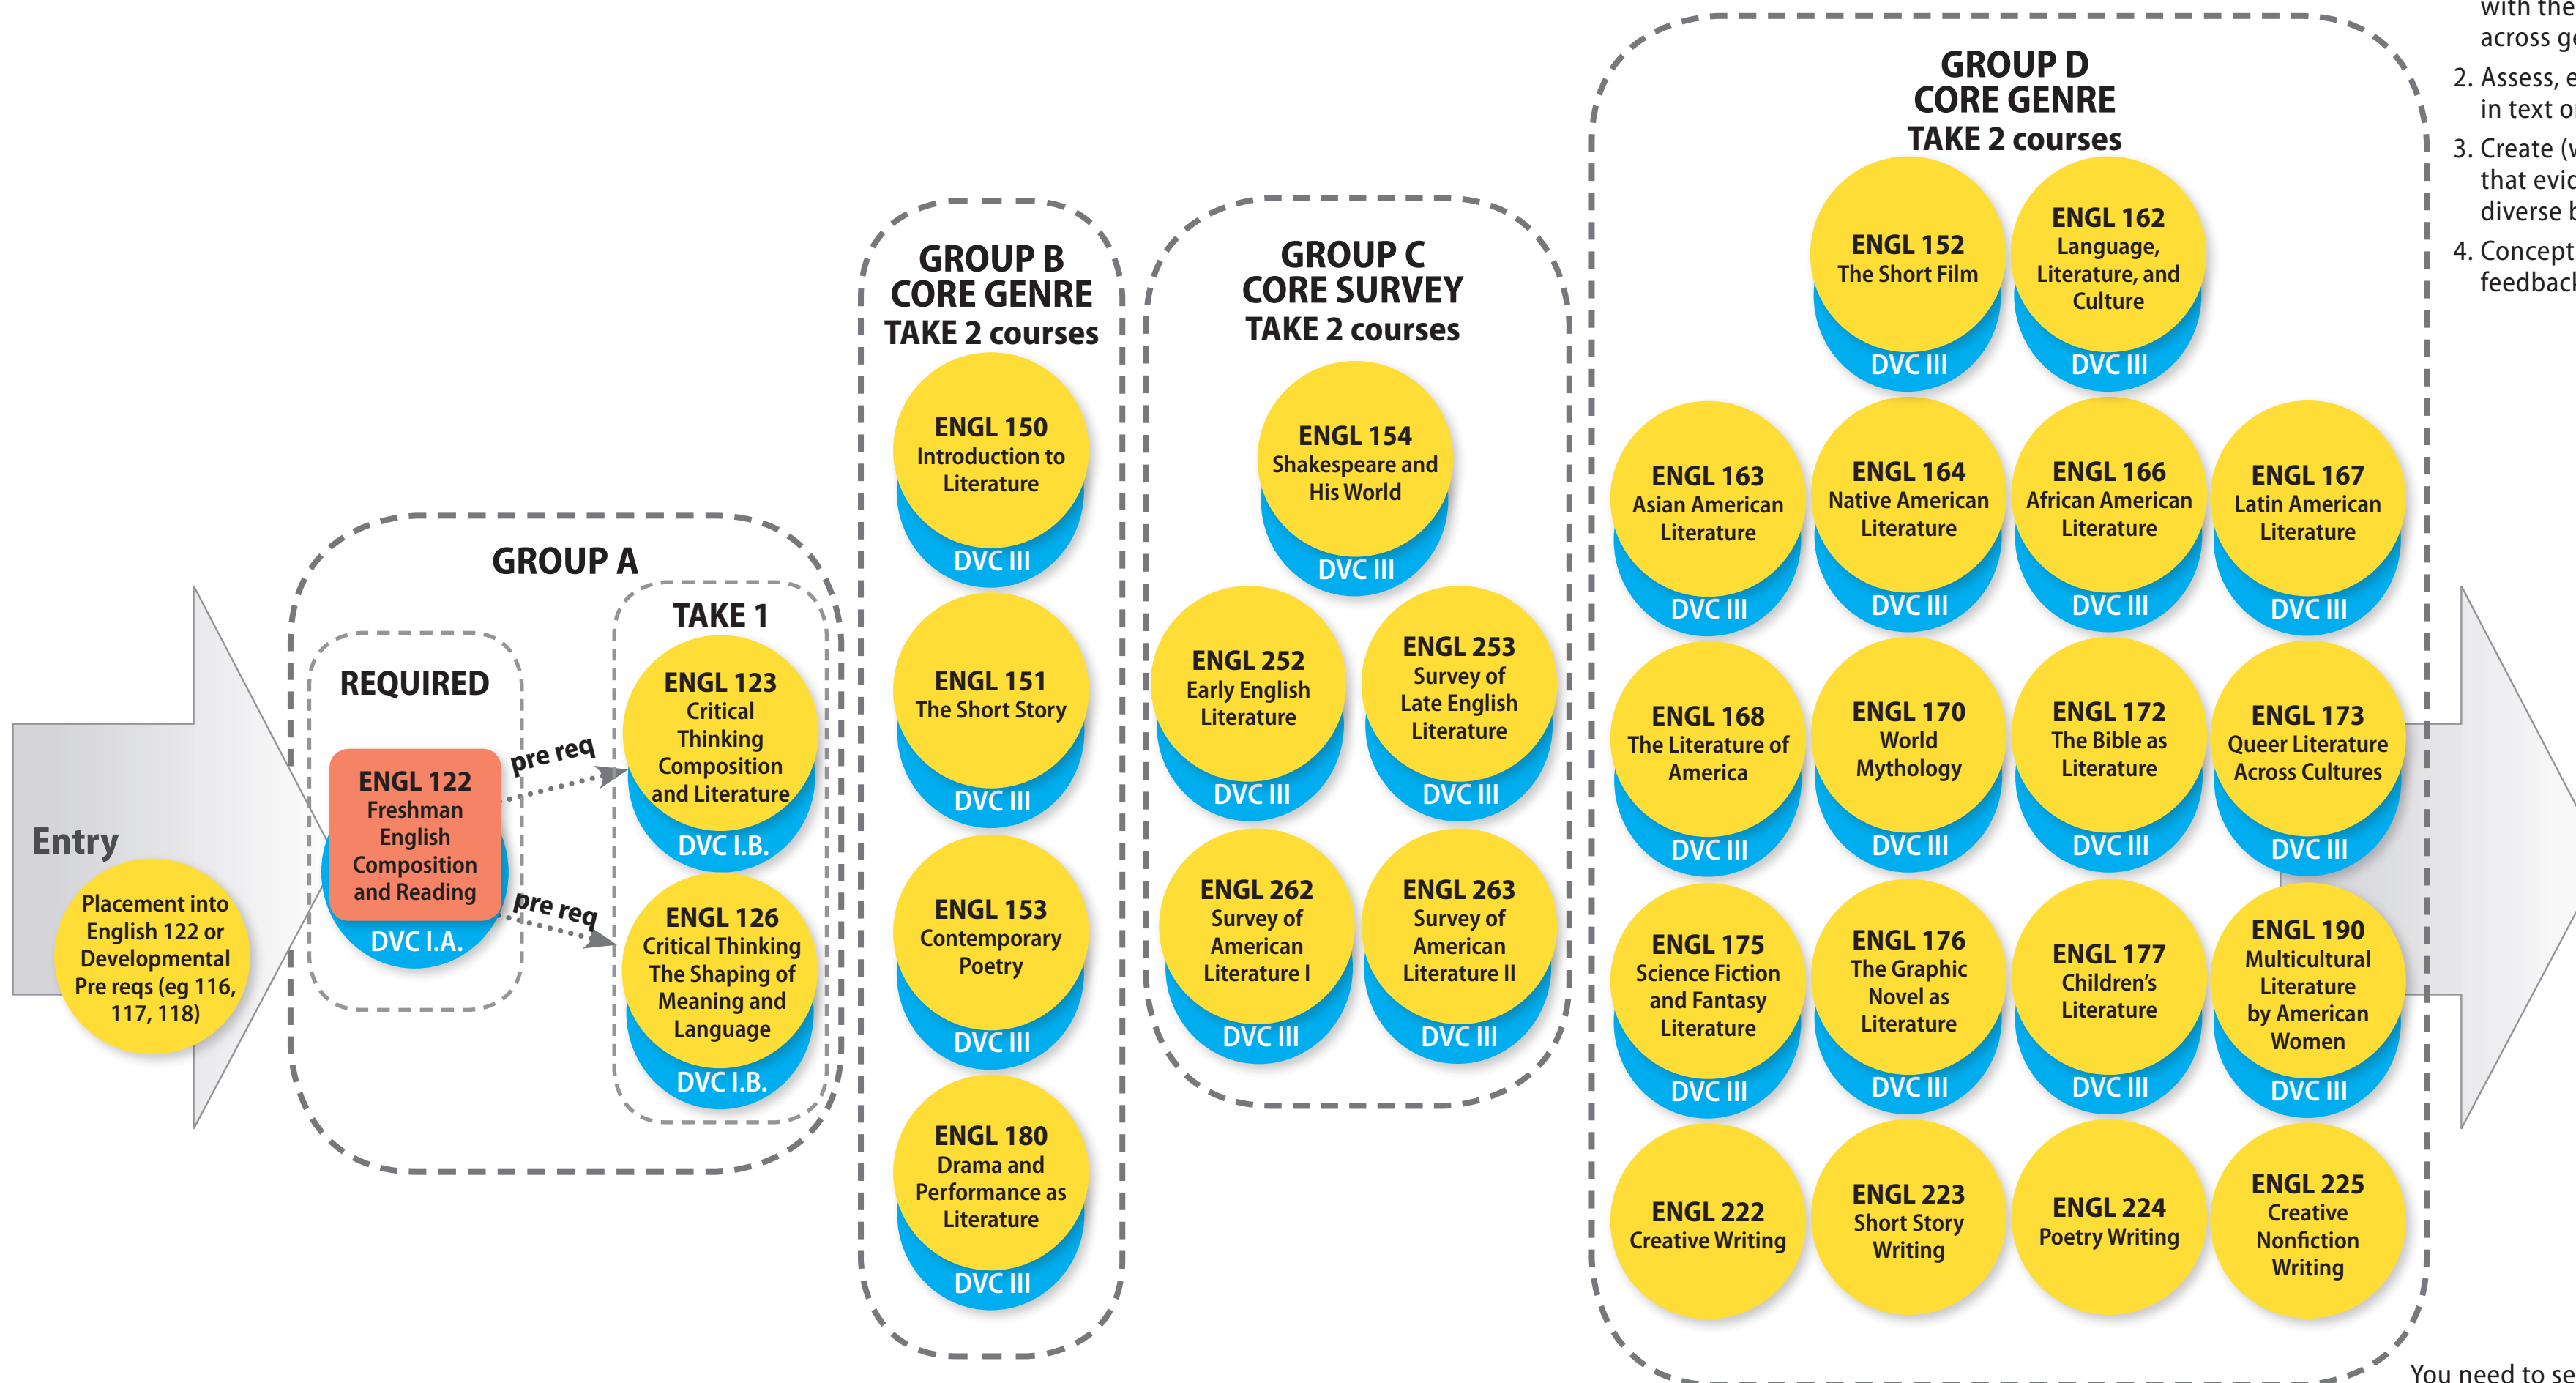 Entry
Placement into
English 122 or
Developmental
Pre reqs (eg 116,
117, 118)
GROUP A
REQUIRED
ENGL 122
Freshman
English
Composition
and Reading
DVC I.A.
pre req
pre req
TAKE 1
ENGL 123
Critical
Thinking
Composition
and Literature
DVC I.B.
ENGL 126
Critical Thinking
The Shaping of
Meaning and
Language
DVC I.B.
GROUP B
CORE GENRE
TAKE 2 courses
ENGL 150
Introduction to
Literature
DVC III
ENGL 151
The Short Story
DVC III
ENGL 153
Contemporary
Poetry
DVC III
ENGL 180
Drama and
Performance as
Literature
DVC III
GROUP C
CORE SURVEY
TAKE 2 courses
ENGL 154
Shakespeare and
His World
DVC III
ENGL 252
Early English
Literature
DVC III
ENGL 253
Survey of
Late English
Literature
DVC III
ENGL 262
Survey of
American
Literature I
DVC III
ENGL 263
Survey of
American
Literature II
DVC III
GROUP D
CORE GENRE
TAKE 2 courses
ENGL 152
The Short Film
DVC III
ENGL 162
Language,
Literature, and
Culture
DVC III
ENGL 163
Asian American
Literature
DVC III
ENGL 164
Native American
Literature
DVC III
ENGL 166
African American
Literature
DVC III
ENGL 167
Latin American
Literature
DVC III
ENGL 168
The Literature of
America
DVC III
ENGL 170
World
Mythology
DVC III
ENGL 172
The Bible as
Literature
DVC III
ENGL 173
Queer Literature
Across Cultures
DVC III
ENGL 175
Science Fiction
and Fantasy
Literature
DVC III
ENGL 176
The Graphic
Novel as
Literature
DVC III
ENGL 177
Children's
Literature
DVC III
ENGL 190
Multicultural
Literature
by American
Women
DVC III
ENGL 222
Creative Writing
ENGL 223
Short Story
Writing
ENGL 224
Poetry Writing
ENGL 225
Creative
Nonfiction
Writing
with the
across
2. Assess,
in text
3. Create
that
diverse
4.
You need to